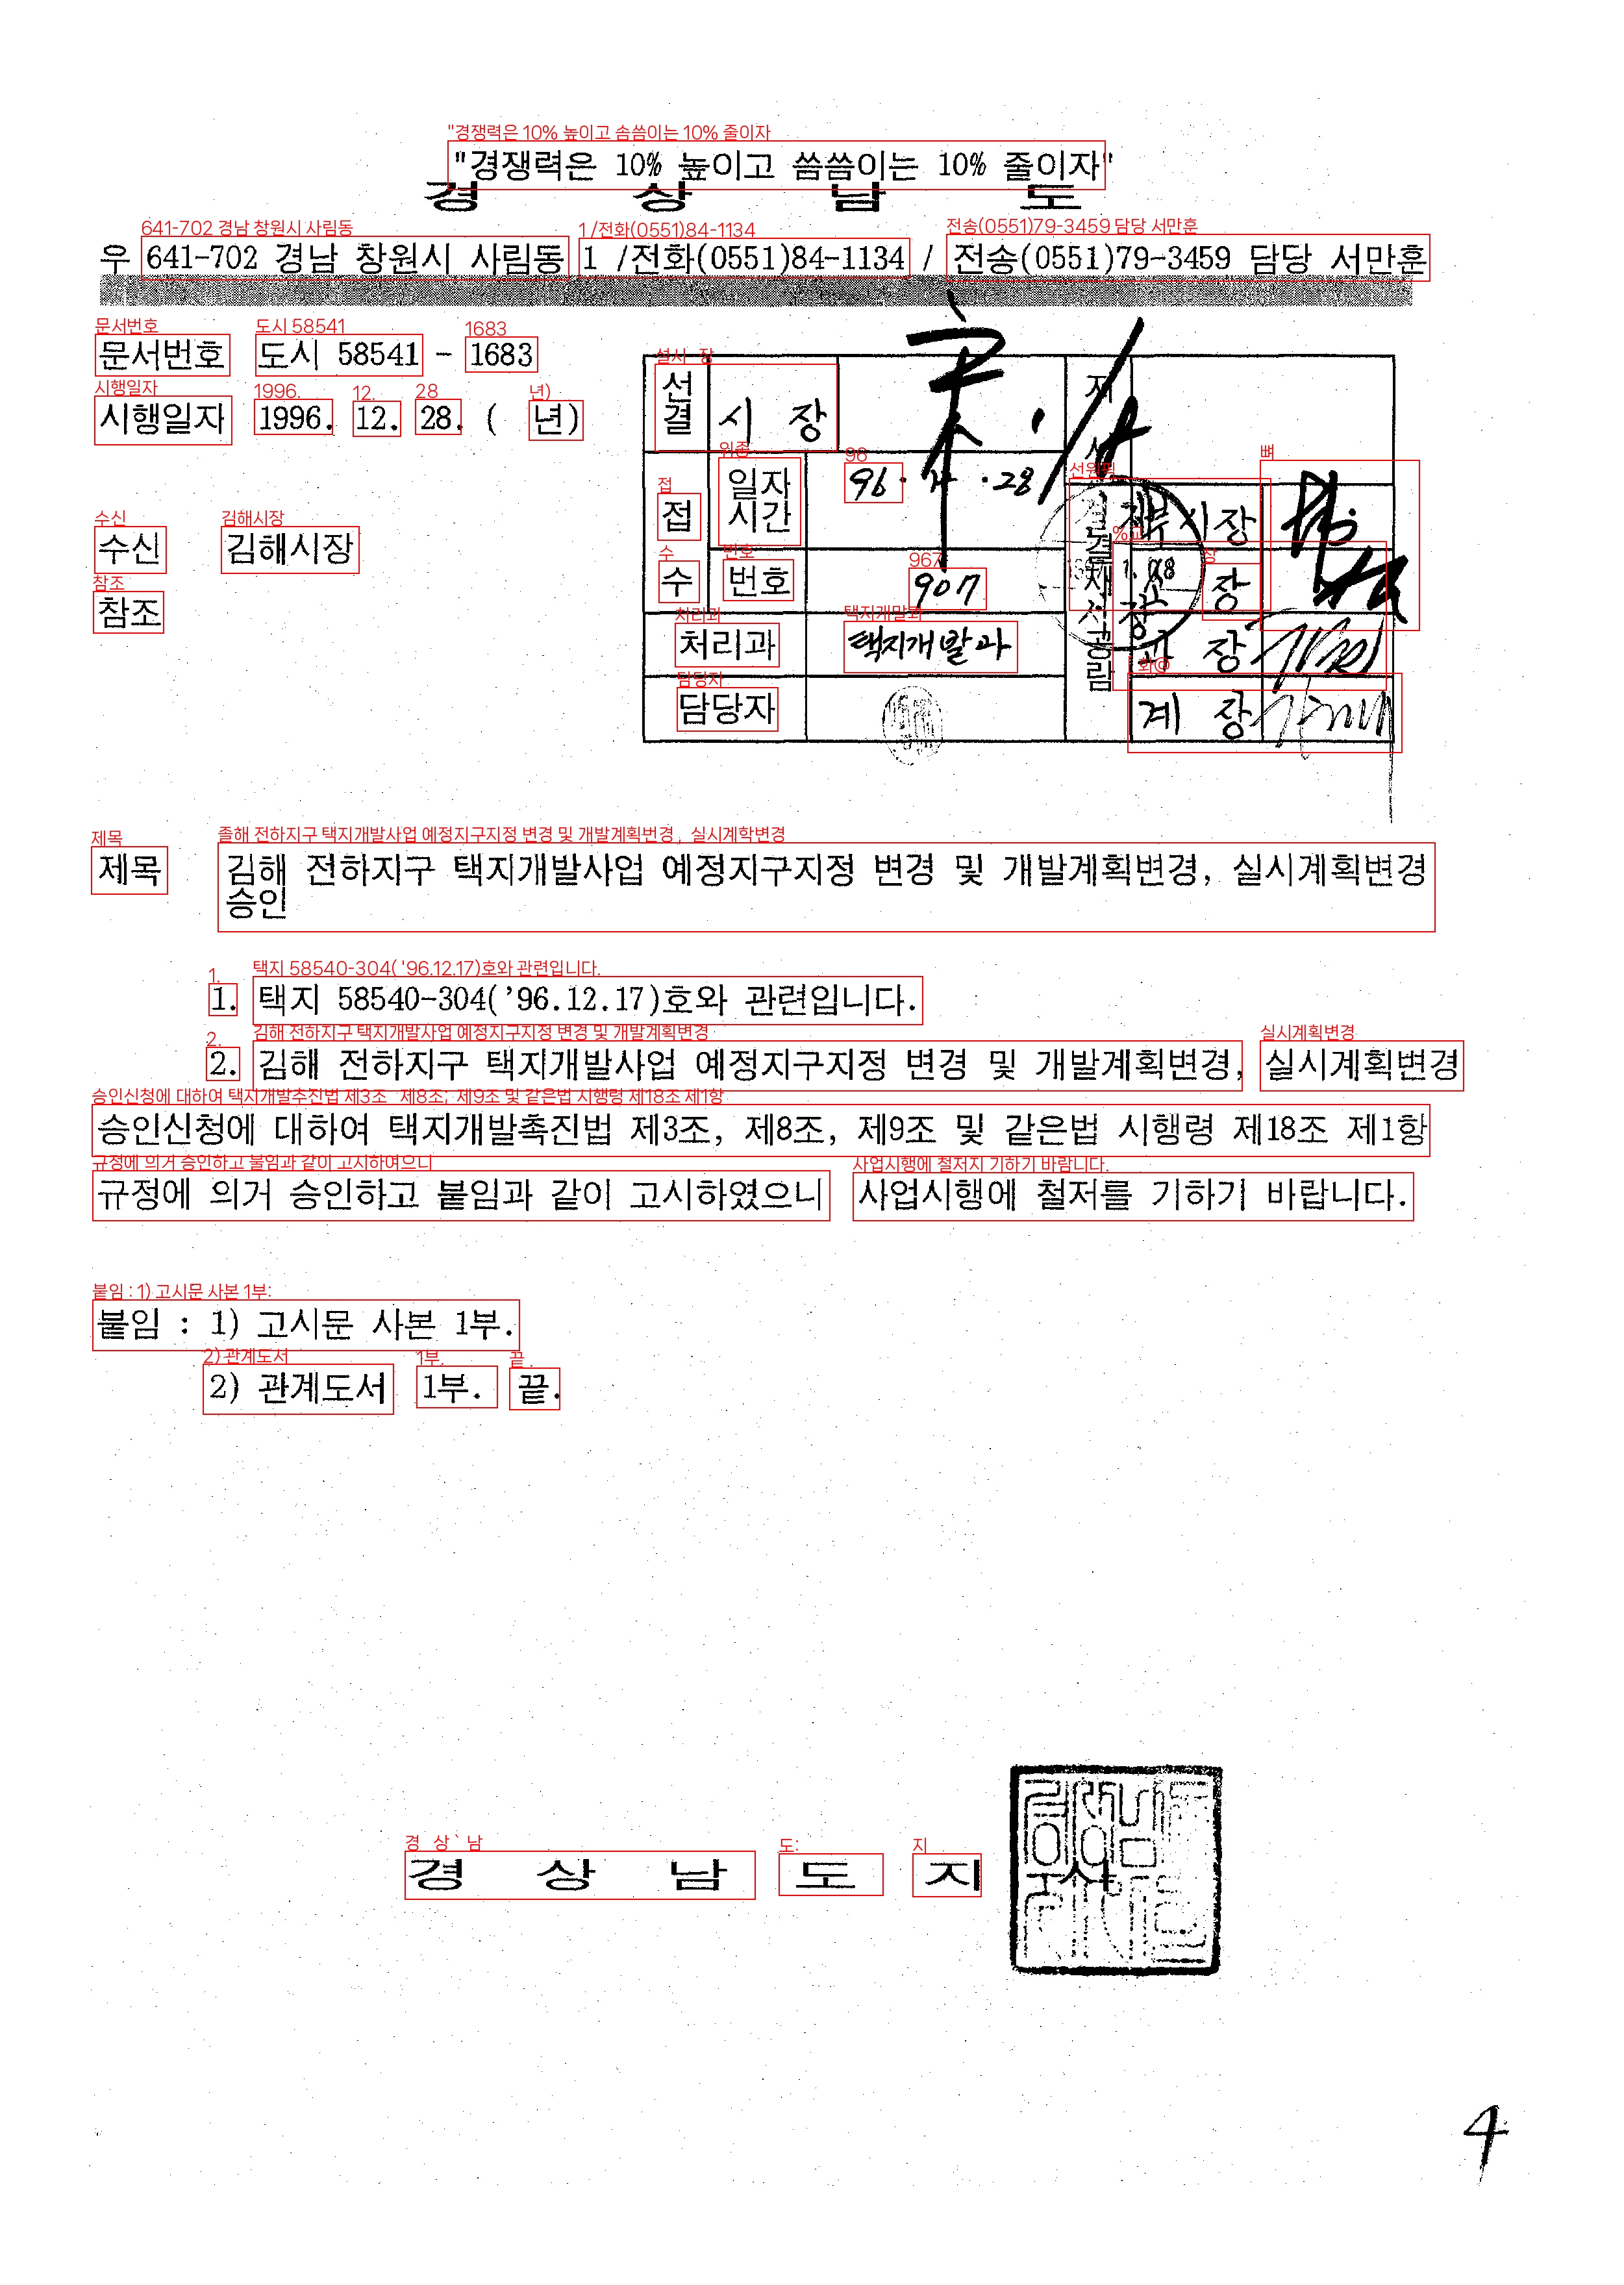 "경쟁력은 10% 높이고 씀씀이는 10% 줄이자"
경 상 남 도
우 641-702 경남 창원시 사림동 1 /전화(0551)84-1134 / 전송(0551)79-3459 담당 서만훈
문서번호 도시 58541 - 1683
시행일자 1996. 12. 28. ( 년)
수신 김해시장
참조
선결 시 장 지시
접수 일자시간 96. 12. 28
번호 907
처리과 택지개발과
담당자
결재·공람
부시장
국 장
과 장
계 장
제목 김해 전하지구 택지개발사업 예정지구지정 변경 및 개발계획변경, 실시계획변경
승인
1. 택지 58540-304('96.12.17)호와 관련입니다.
2. 김해 전하지구 택지개발사업 예정지구지정 변경 및 개발계획변경, 실시계획변경
승인신청에 대하여 택지개발촉진법 제3조, 제8조, 제9조 및 같은법 시행령 제18조 제1항
규정에 의거 승인하고 붙임과 같이 고시하였으니 사업시행에 철저를 기하기 바랍니다.
붙임 : 1) 고시문 사본 1부.
2) 관계도서 1부. 끝.
경 상 남 도 지 사
4